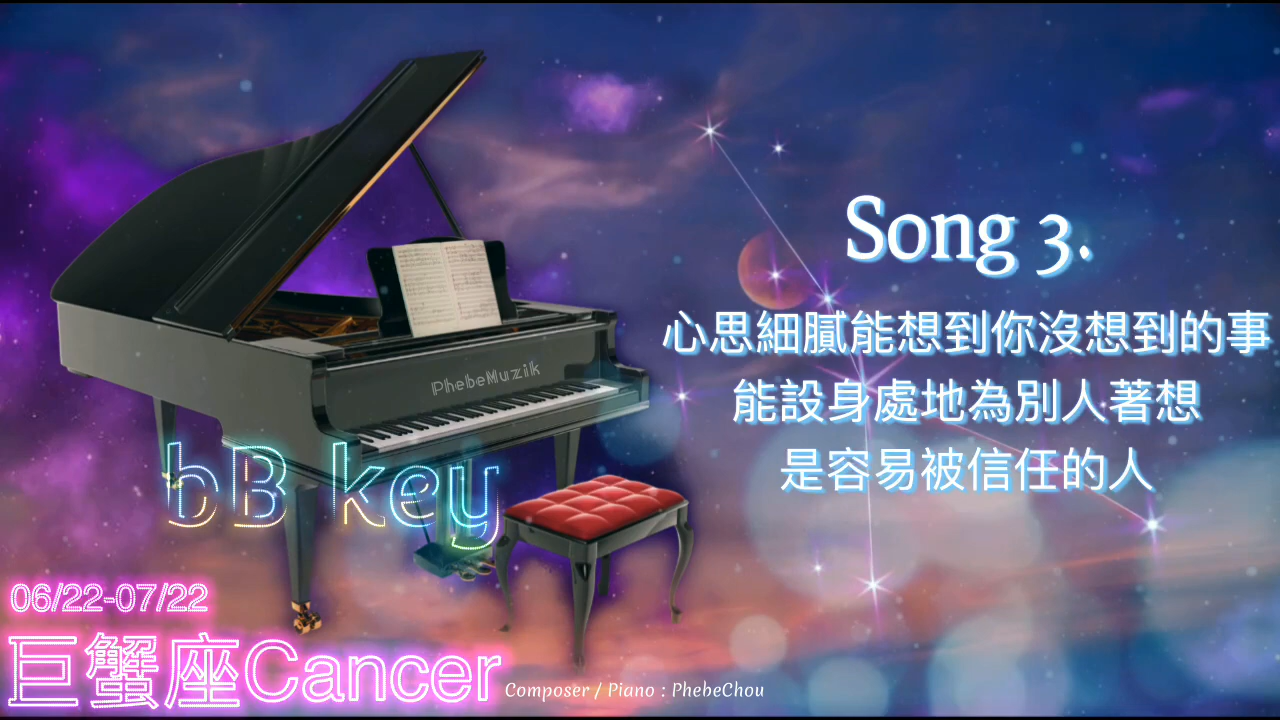 Song 3.
心思細膩能想到你沒想到的事
能設身處地為別人著想
是容易被信任的人
PhebeMuzik
bB key
06/22-07/22
巨蟹座Cancer
Composer / Piano : PhebeChou